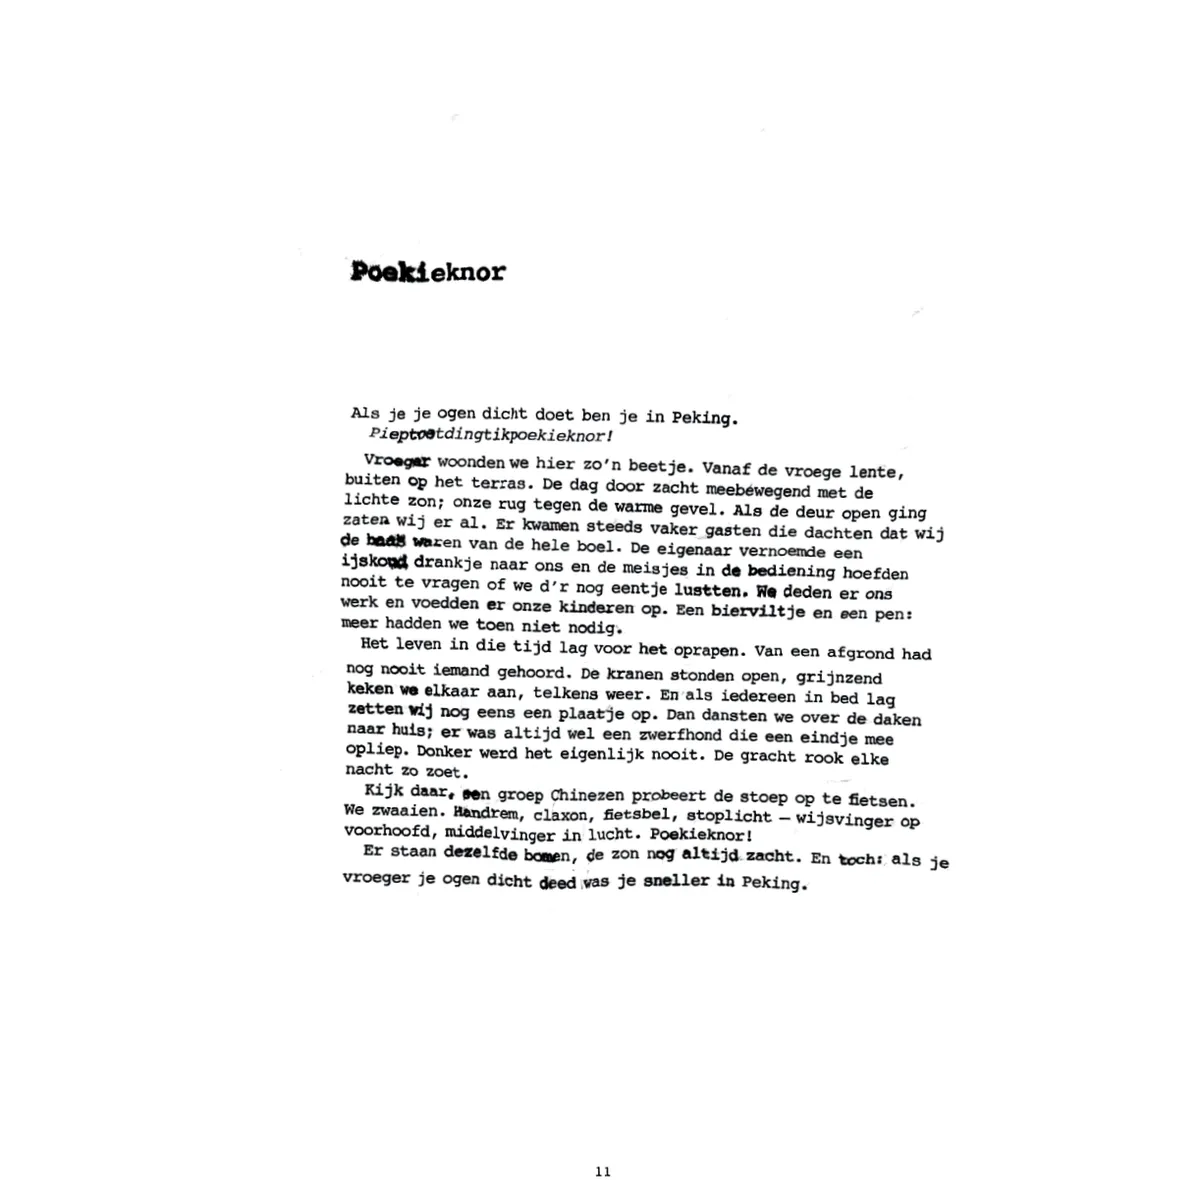 Poekieknor
Als je je ogen dicht doet ben je in Peking.
Pieptoetdingtikpoekieknor!
Vroeger woonden we hier zo'n beetje. Vanaf de vroege lente,
buiten op het terras. De dag door zacht meebewegend met de
lichte zon; onze rug tegen de warme gevel. Als de deur open ging
zaten wij er al. Er kwamen steeds vaker gasten die dachten dat wij
de baas waren van de hele boel. De eigenaar vernoemde een
ijskoud drankje naar ons en de meisjes in de bediening hoefden
nooit te vragen of we d'r nog eentje lustten. We deden er ons
werk en voedden er onze kinderen op. Een bierviltje en een pen:
meer hadden we toen niet nodig.
Het leven in die tijd lag voor het oprapen. Van een afgrond had
nog nooit iemand gehoord. De kranen stonden open, grijnzend
keken we elkaar aan, telkens weer. En als iedereen in bed lag
zetten wij nog eens een plaatje op. Dan dansten we over de daken
naar huis; er was altijd wel een zwerfhond die een eindje mee
opliep. Donker werd het eigenlijk nooit. De gracht rook elke
nacht zo zoet.
Kijk daar, een groep Chinezen probeert de stoep op te fietsen.
We zwaaien. Handrem, claxon, fietsbel, stoplicht – wijsvinger op
voorhoofd, middelvinger in lucht. Poekieknor!
Er staan dezelfde bomen, de zon nog altijd zacht. En toch: als je
vroeger je ogen dicht deed was je sneller in Peking.
11